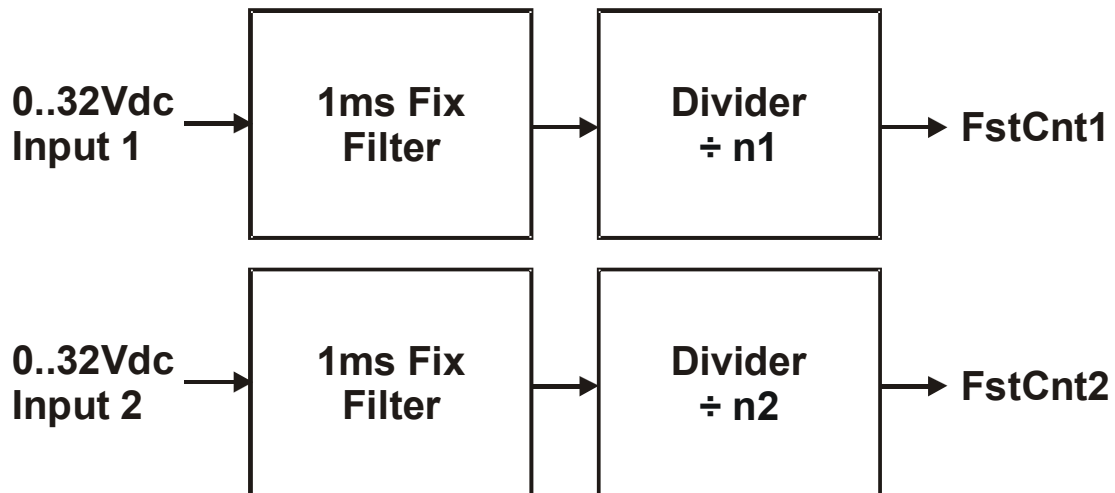 0..32Vdc
Input 1
1ms Fix
Filter
Divider
÷ n1
FstCnt1
0..32Vdc
Input 2
1ms Fix
Filter
Divider
÷ n2
FstCnt2